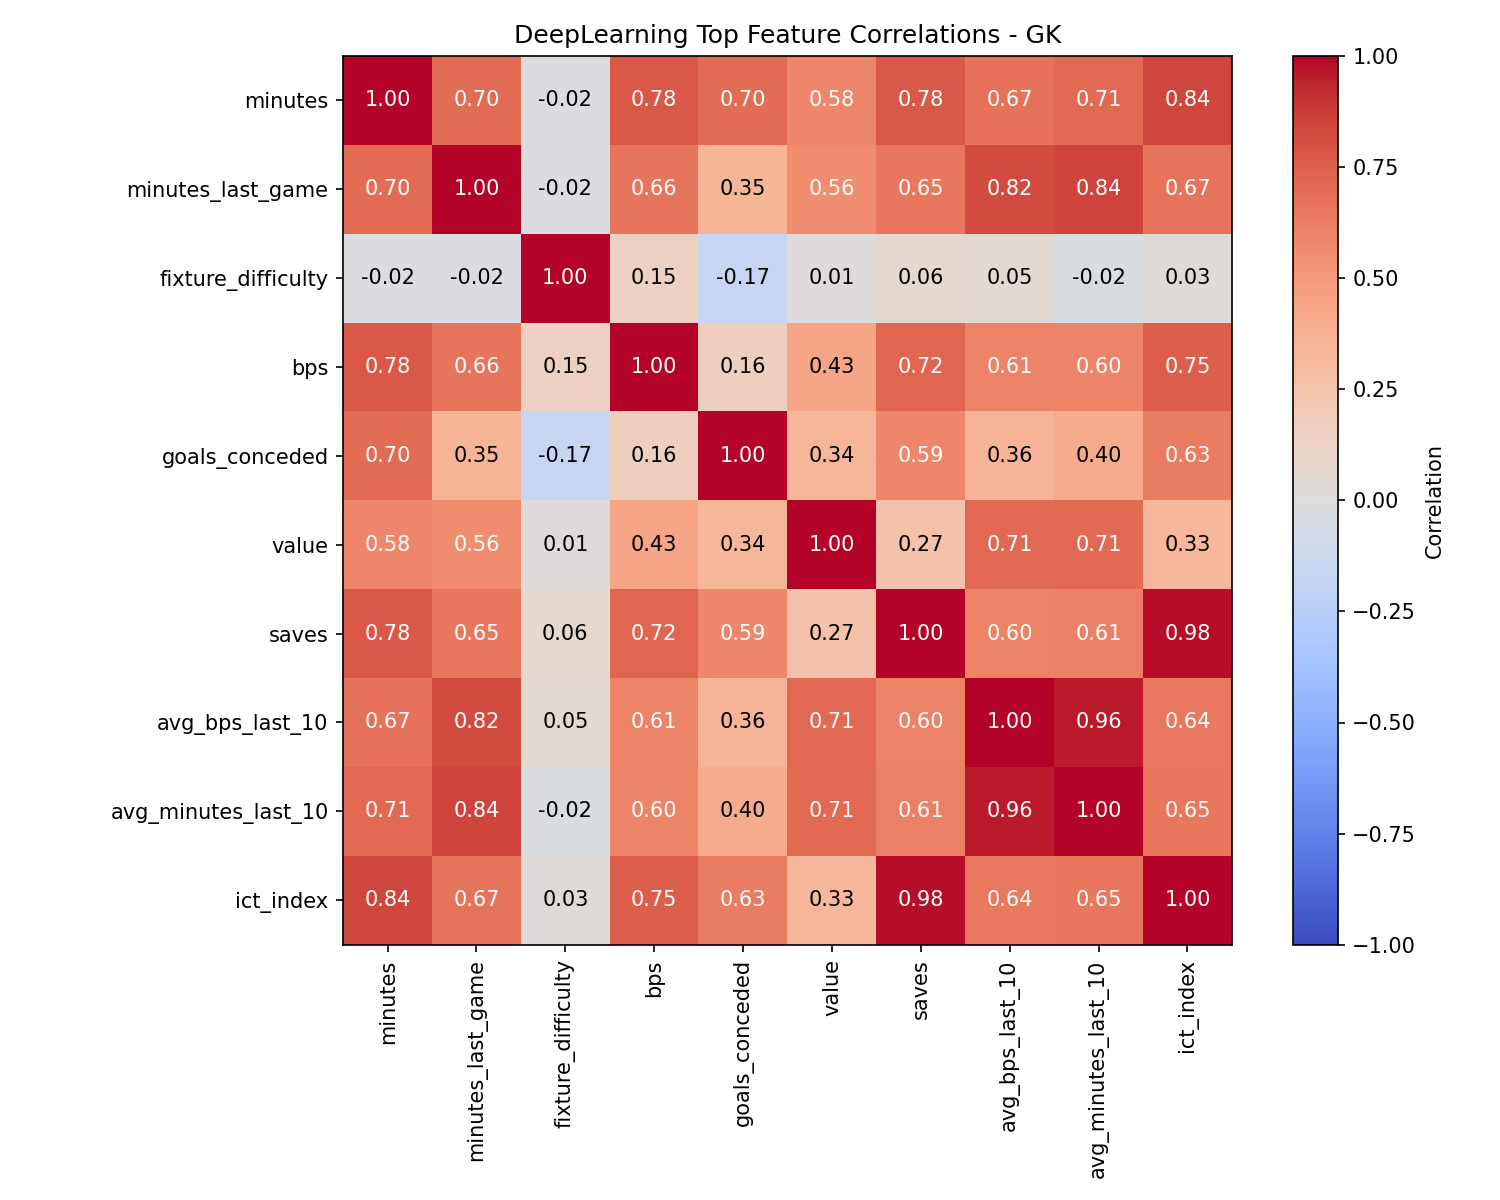 DeepLearning Top Feature Correlations - GK
minutes 1.00 0.70 -0.02 0.78 0.70 0.58 0.78 0.67 0.71 0.84
minutes_last_game 0.70 1.00 -0.02 0.66 0.35 0.56 0.65 0.82 0.84 0.67
fixture_difficulty -0.02 -0.02 1.00 0.15 -0.17 0.01 0.06 0.05 -0.02 0.03
bps 0.78 0.66 0.15 1.00 0.16 0.43 0.72 0.61 0.60 0.75
goals_conceded 0.70 0.35 -0.17 0.16 1.00 0.34 0.59 0.36 0.40 0.63
value 0.58 0.56 0.01 0.43 0.34 1.00 0.27 0.71 0.71 0.33
saves 0.78 0.65 0.06 0.72 0.59 0.27 1.00 0.60 0.61 0.98
avg_bps_last_10 0.67 0.82 0.05 0.61 0.36 0.71 0.60 1.00 0.96 0.64
avg_minutes_last_10 0.71 0.84 -0.02 0.60 0.40 0.71 0.61 0.96 1.00 0.65
ict_index 0.84 0.67 0.03 0.75 0.63 0.33 0.98 0.64 0.65 1.00
minutes
minutes_last_game
fixture_difficulty
bps
goals_conceded
value
saves
avg_bps_last_10
avg_minutes_last_10
ict_index
1.00
0.75
0.50
0.25
0.00
−0.25
−0.50
−0.75
−1.00
Correlation